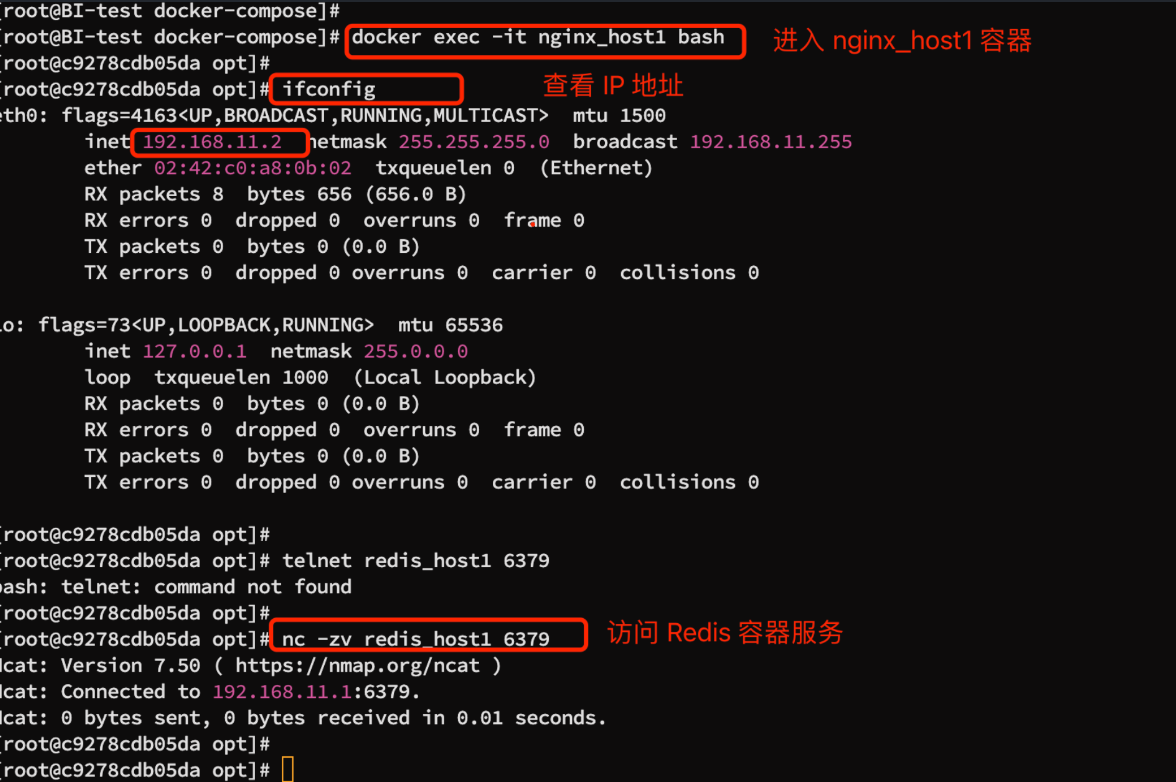 [root@BI-test docker-compose]#
[root@BI-test docker-compose]# docker exec -it nginx_host1 bash 进入 nginx_host1 容器
[root@c9278cdb05da opt]#
[root@c9278cdb05da opt]# ifconfig 查看 IP 地址
eth0: flags=4163<UP,BROADCAST,RUNNING,MULTICAST> mtu 1500
inet 192.168.11.2 netmask 255.255.255.0 broadcast 192.168.11.255
ether 02:42:c0:a8:0b:02 txqueuelen 0 (Ethernet)
RX packets 8 bytes 656 (656.0 B)
RX errors 0 dropped 0 overruns 0 frame 0
TX packets 0 bytes 0 (0.0 B)
TX errors 0 dropped 0 overruns 0 carrier 0 collisions 0
lo: flags=73<UP,LOOPBACK,RUNNING> mtu 65536
inet 127.0.0.1 netmask 255.0.0.0
loop txqueuelen 1000 (Local Loopback)
RX packets 0 bytes 0 (0.0 B)
RX errors 0 dropped 0 overruns 0 frame 0
TX packets 0 bytes 0 (0.0 B)
TX errors 0 dropped 0 overruns 0 carrier 0 collisions 0
[root@c9278cdb05da opt]#
[root@c9278cdb05da opt]# telnet redis_host1 6379
bash: telnet: command not found
[root@c9278cdb05da opt]#
[root@c9278cdb05da opt]# nc -zv redis_host1 6379 访问 Redis 容器服务
Ncat: Version 7.50 ( https://nmap.org/ncat )
Ncat: Connected to 192.168.11.1:6379.
Ncat: 0 bytes sent, 0 bytes received in 0.01 seconds.
[root@c9278cdb05da opt]#
[root@c9278cdb05da opt]#